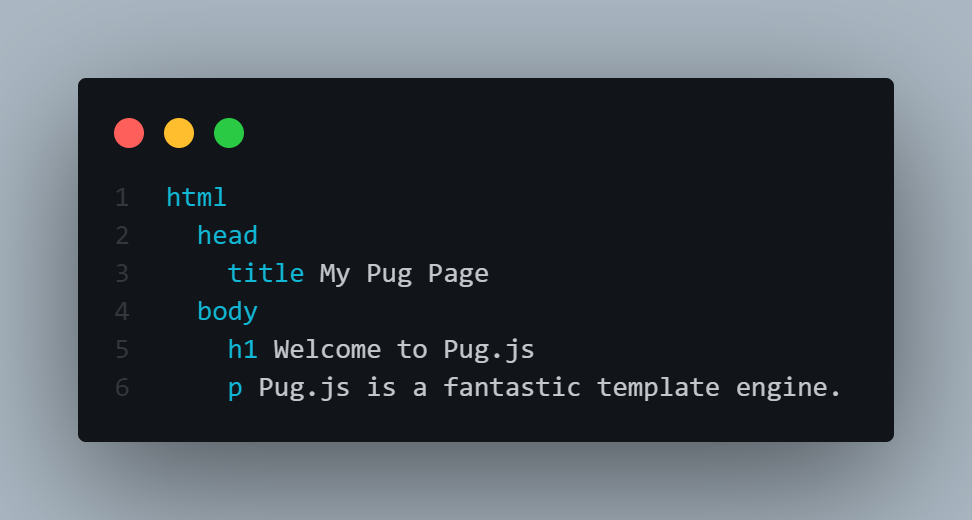 1 html
2   head
3     title My Pug Page
4   body
5     h1 Welcome to Pug.js
6     p Pug.js is a fantastic template engine.